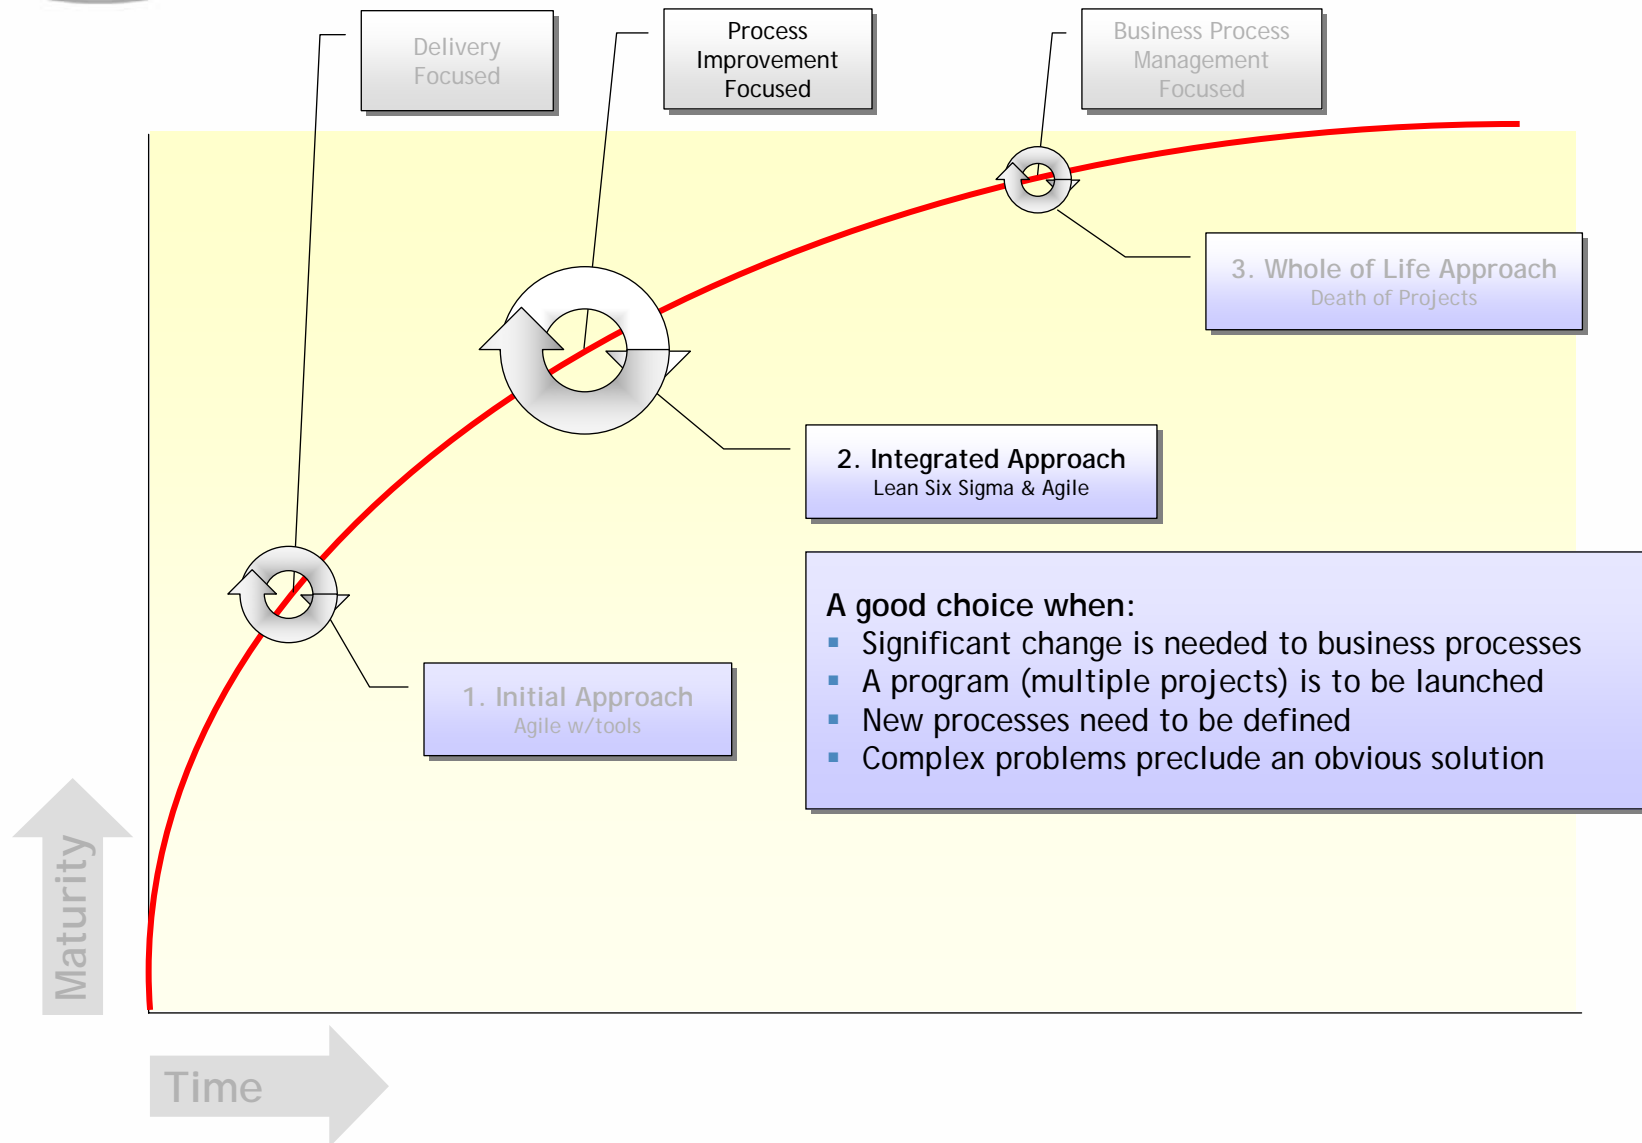 Delivery
Focused
Process
Improvement
Focused
Business Process
Management
Focused
3. Whole of Life Approach
Death of Projects
2. Integrated Approach
Lean Six Sigma & Agile
A good choice when:
▪ Significant change is needed to business processes
▪ A program (multiple projects) is to be launched
▪ New processes need to be defined
▪ Complex problems preclude an obvious solution
1. Initial Approach
Agile w/tools
Maturity
Time